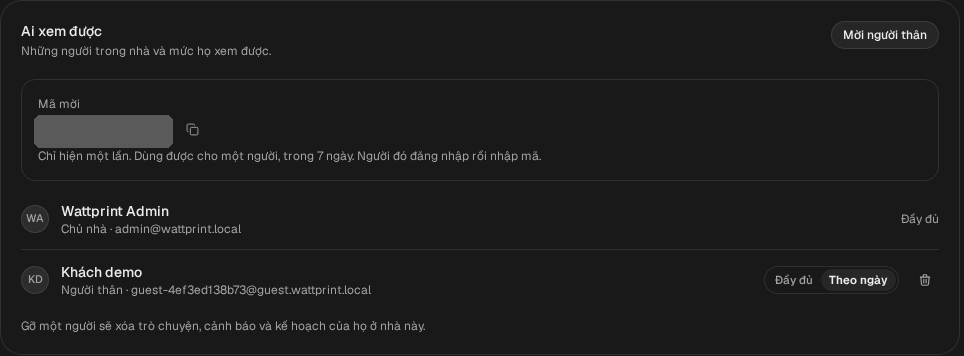 Ai xem được
Những người trong nhà và mức họ xem được.
Mời người thân
Mã mời
Chỉ hiện một lần. Dùng được cho một người, trong 7 ngày. Người đó đăng nhập rồi nhập mã.
WA
Wattprint Admin
Chủ nhà · admin@wattprint.local
Đầy đủ
KD
Khách demo
Người thân · guest-4ef3ed138b73@guest.wattprint.local
Đầy đủ
Theo ngày
Gỡ một người sẽ xóa trò chuyện, cảnh báo và kế hoạch của họ ở nhà này.